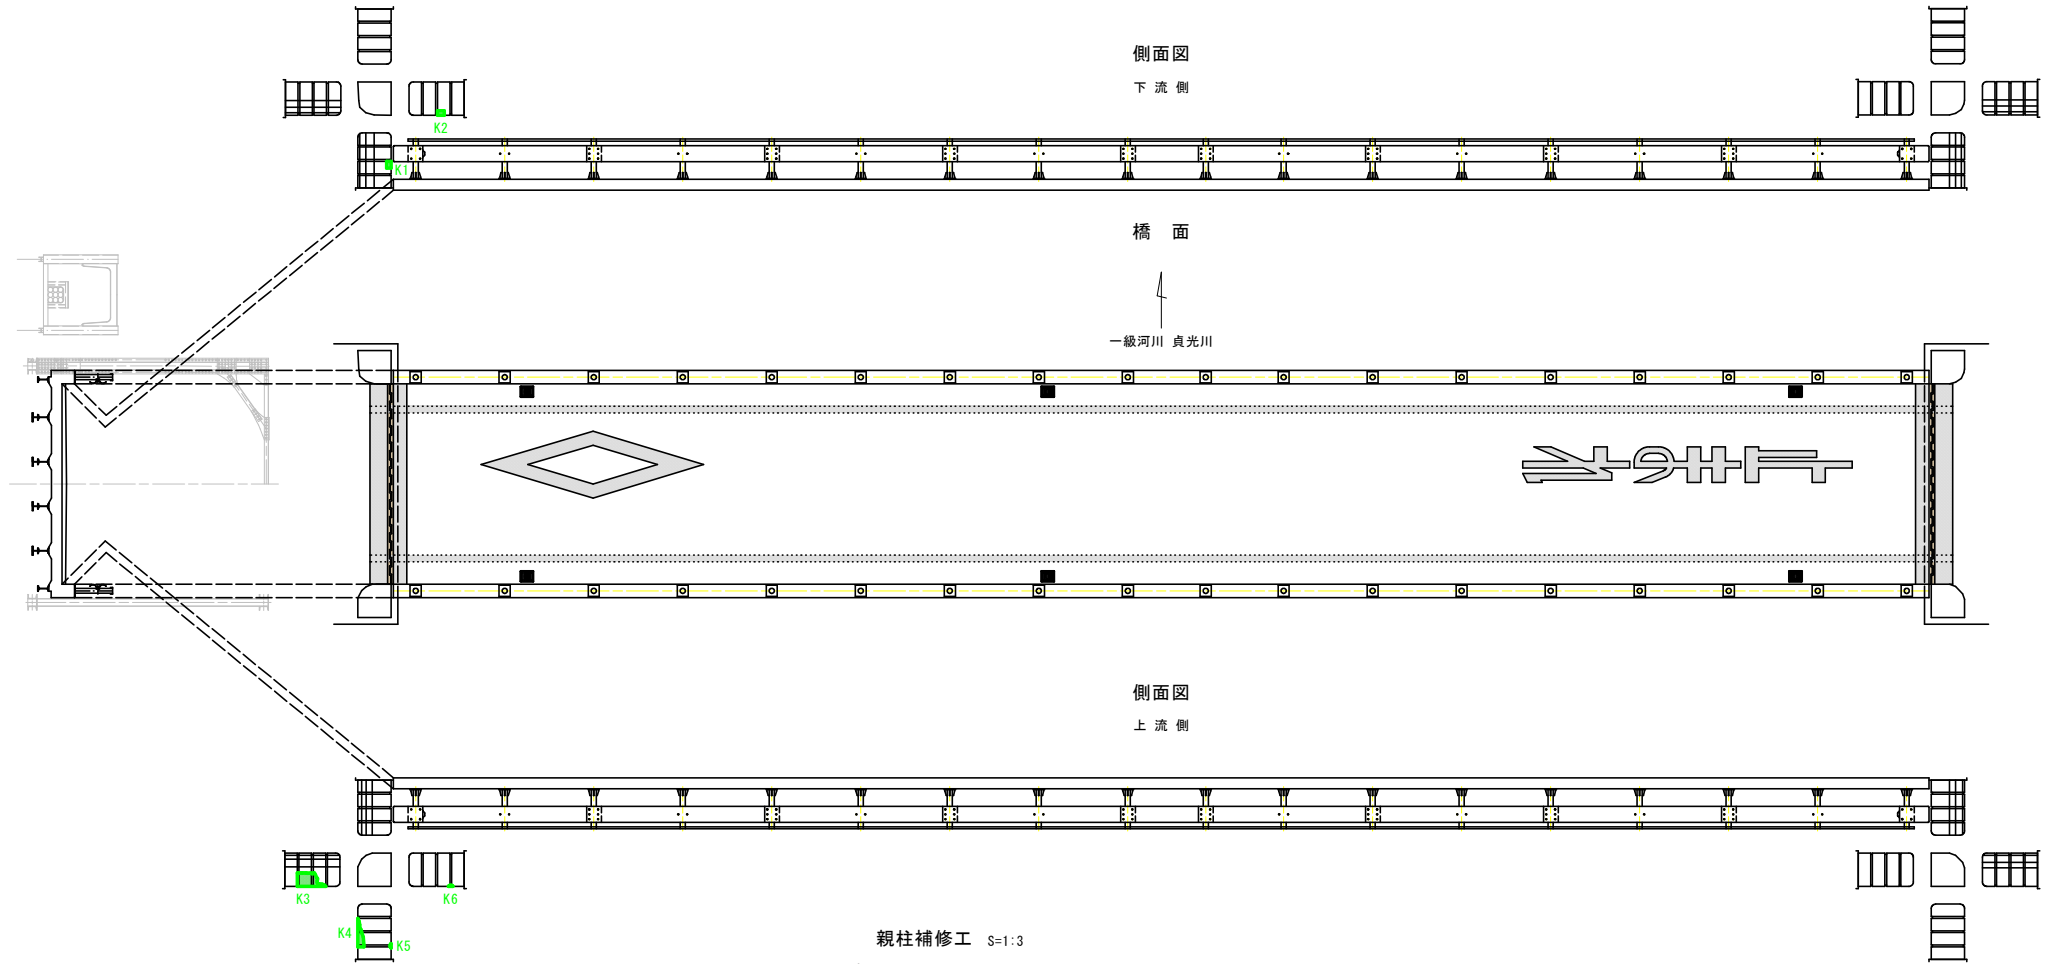 側面図
下 流 側
K2
K1
橋 面
一級河川 貞光川
側面図
上 流 側
K3
K6
K4
K5
親柱補修工 S=1:3